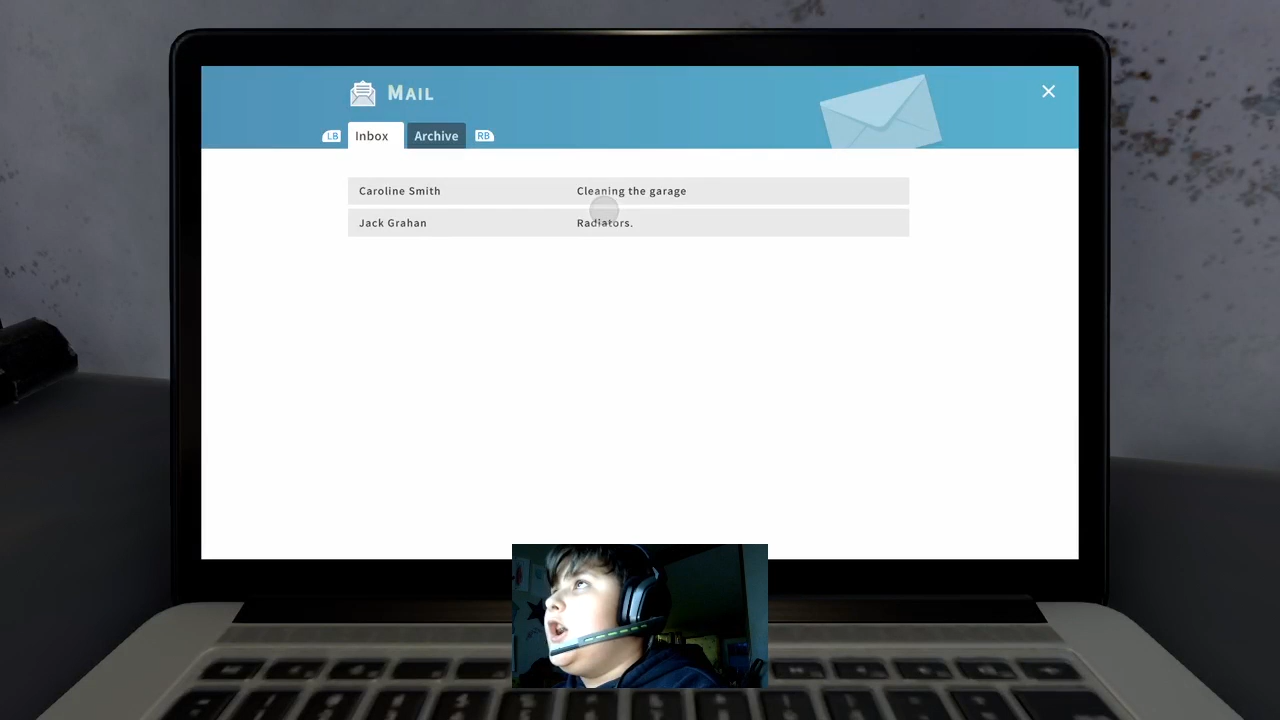 MAIL
LB Inbox Archive RB
Caroline Smith Cleaning the garage
Jack Grahan Radiators.